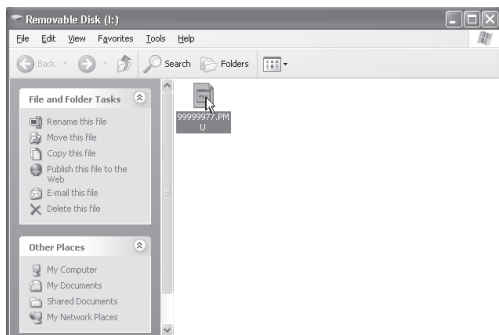 Removable Disk (I:)
File Edit View Favorites Tools Help
Back Search Folders
File and Folder Tasks
Rename this file
Move this file
Copy this file
Publish this file to the
Web
E-mail this file
Delete this file
Other Places
My Computer
My Documents
Shared Documents
My Network Places
99999977.PM
U